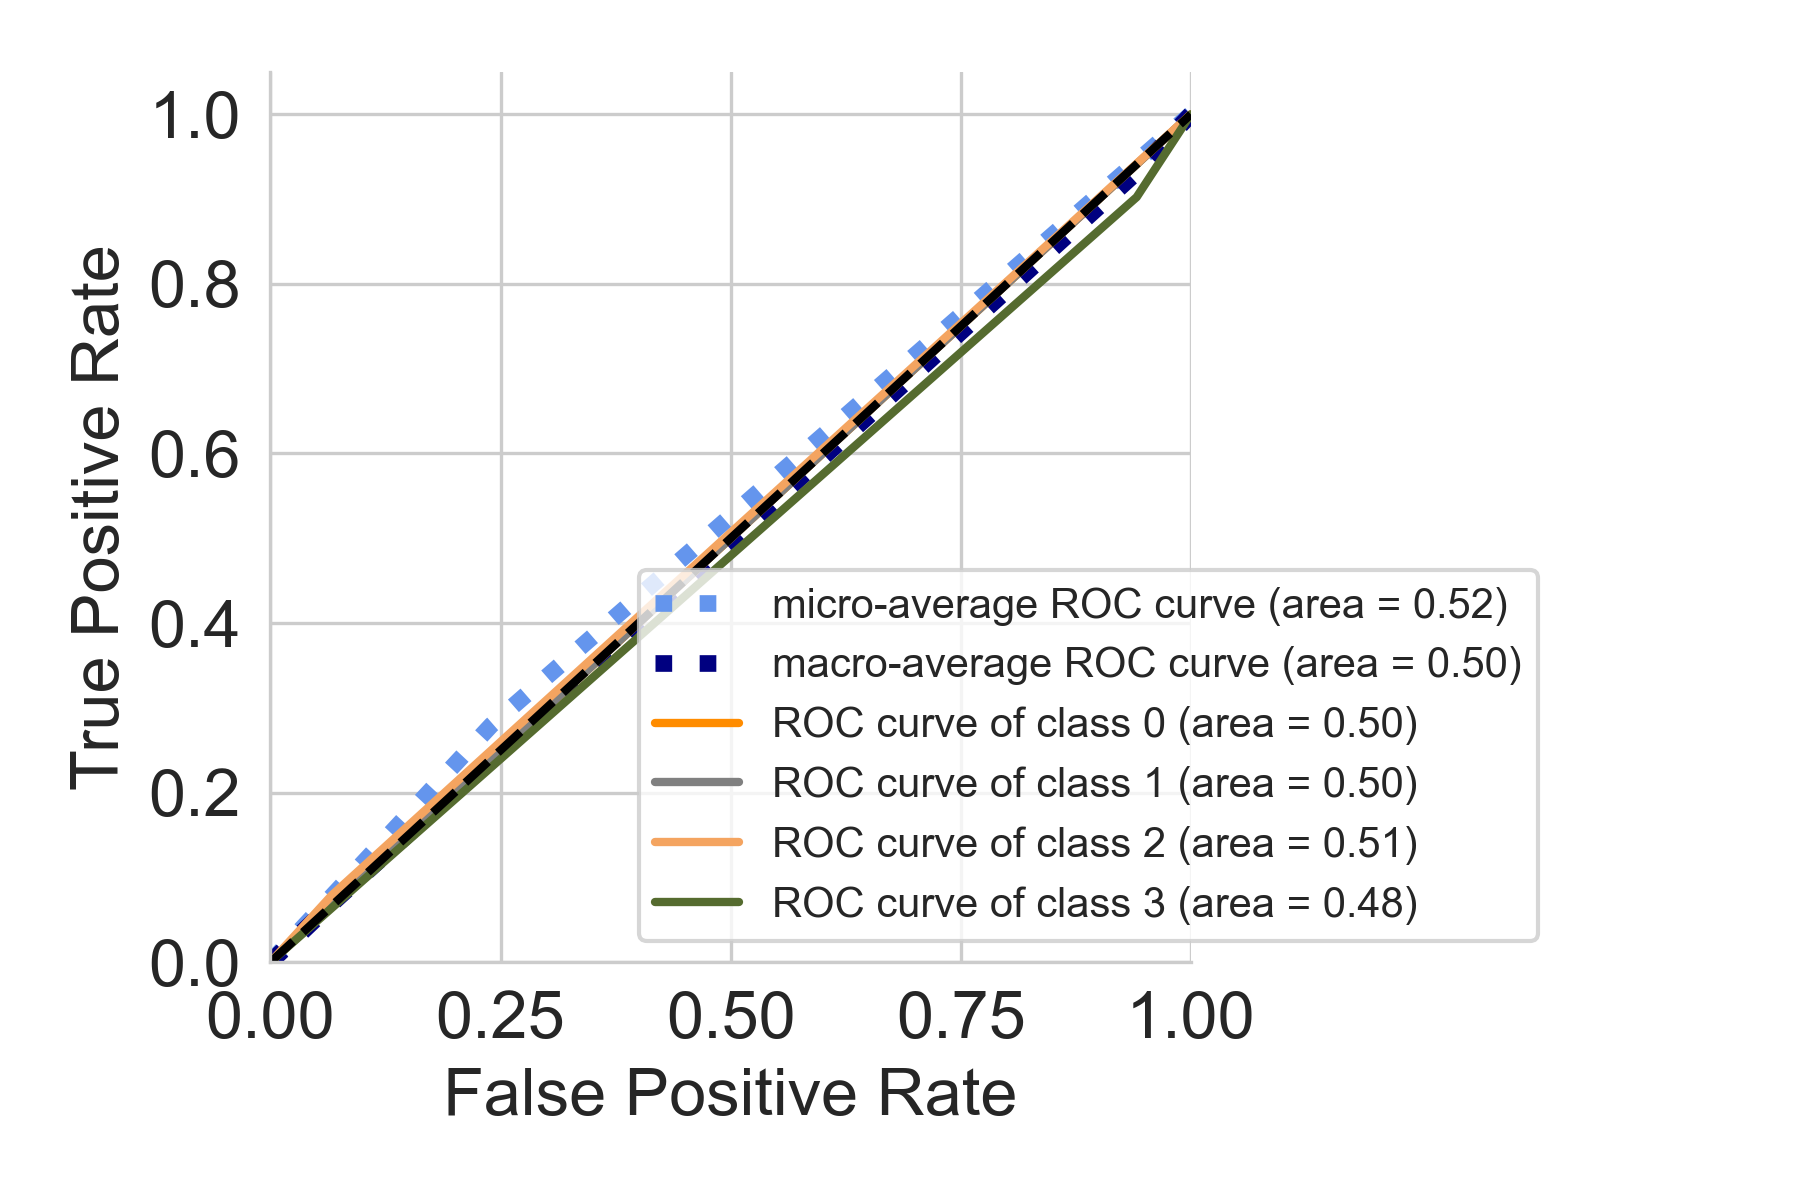 True Positive Rate
1.0
0.8
0.6
0.4
0.2
0.0
0.00 0.25 0.50 0.75 1.00
False Positive Rate
micro-average ROC curve (area = 0.52)
macro-average ROC curve (area = 0.50)
ROC curve of class 0 (area = 0.50)
ROC curve of class 1 (area = 0.50)
ROC curve of class 2 (area = 0.51)
ROC curve of class 3 (area = 0.48)